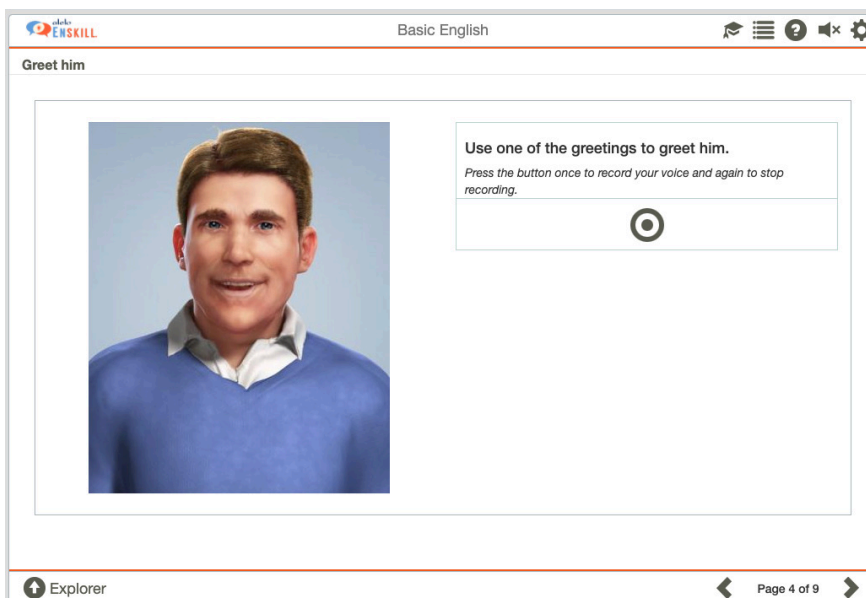 alelo
ENSKILL
Basic English
Greet him
Use one of the greetings to greet him.
Press the button once to record your voice and again to stop
recording.
Explorer
Page 4 of 9